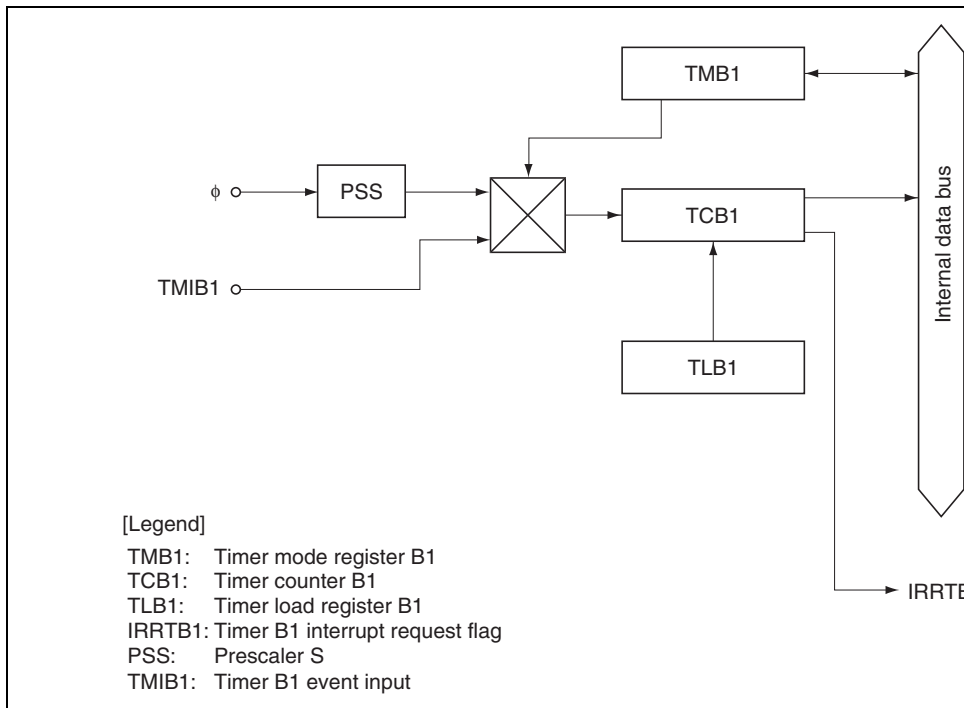 TMB1
φ
PSS
TCB1
TMIB1
TLB1
Internal data bus
[Legend]
TMB1: Timer mode register B1
TCB1: Timer counter B1
TLB1: Timer load register B1
IRRTB1: Timer B1 interrupt request flag
PSS: Prescaler S
TMIB1: Timer B1 event input
IRRTB